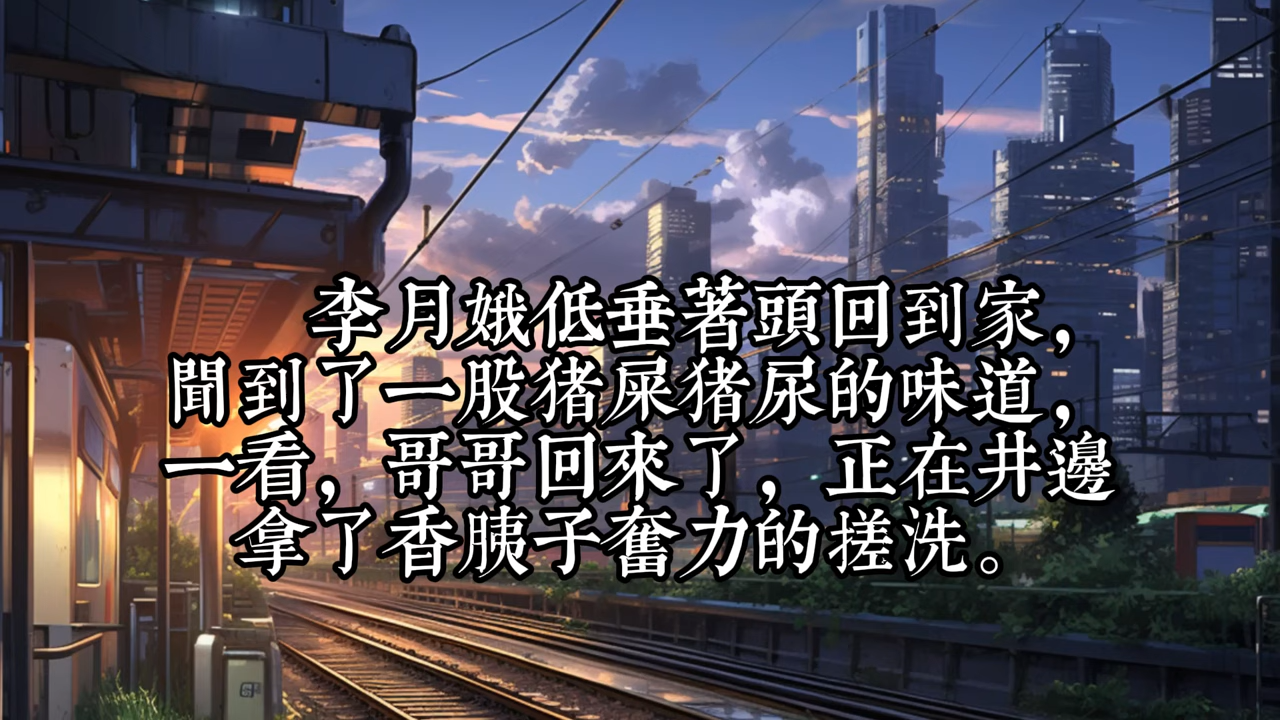 李月娥低垂著頭回到家，
聞到了一股猪屎猪尿的味道，
一看，哥哥回來了，正在井邊
拿了香胰子奮力的搓洗。